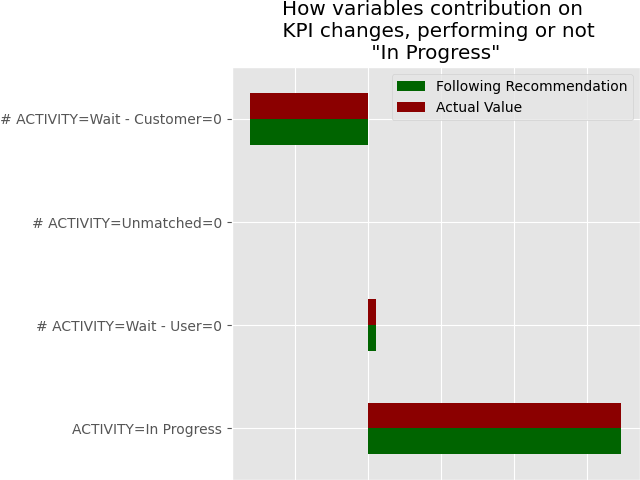 How variables contribution on
KPI changes, performing or not
"In Progress"
Following Recommendation
Actual Value
# ACTIVITY=Wait - Customer=0
# ACTIVITY=Unmatched=0
# ACTIVITY=Wait - User=0
ACTIVITY=In Progress